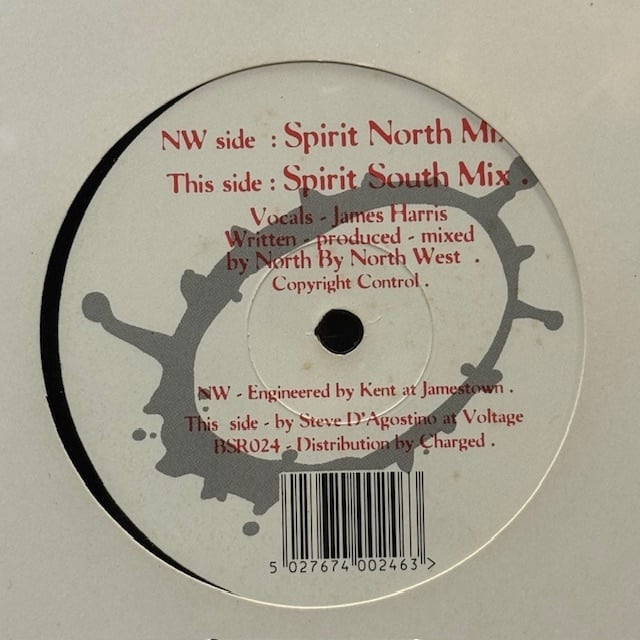 NW side : Spirit North Mi
This side : Spirit South Mix .
Vocals - James Harris
Written - produced - mixed
by North By North West .
Copyright Control .
NW - Engineered by Kent at Jamestown .
This side - by Steve D'Agostino at Voltage
BSR024 - Distribution by Charged .
5 027674 002463 >